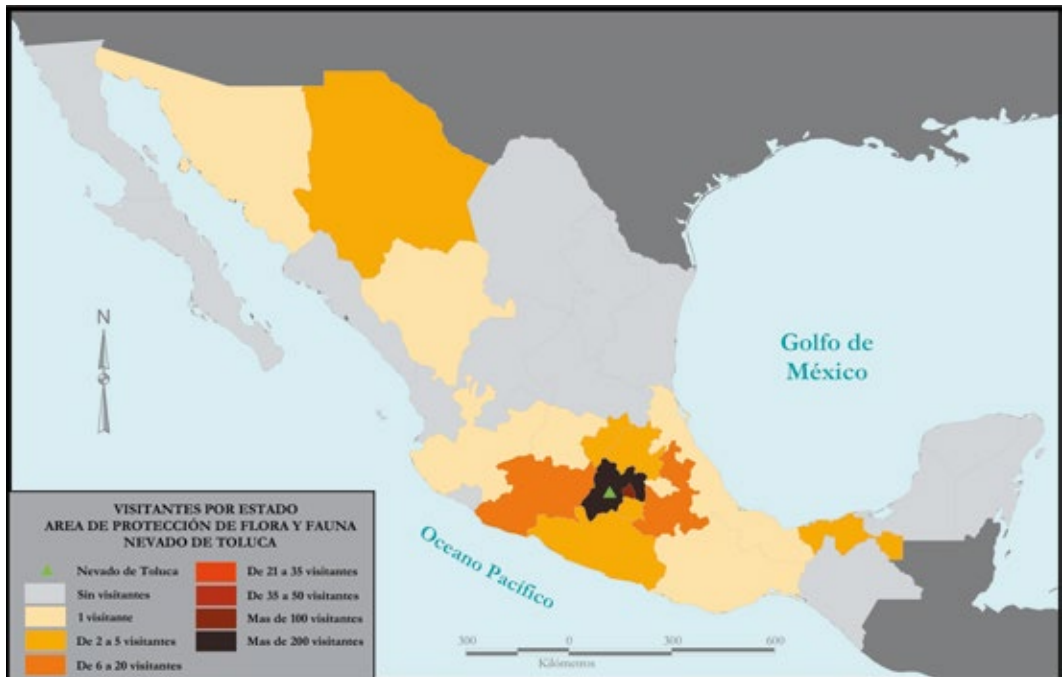 N
Golfo de
México
Oceano Pacífico
VISITANTES POR ESTADO
AREA DE PROTECCIÓN DE FLORA Y FAUNA
NEVADO DE TOLUCA
Nevado de Toluca
Sin visitantes
1 visitante
De 2 a 5 visitantes
De 6 a 20 visitantes
De 21 a 35 visitantes
De 35 a 50 visitantes
Mas de 100 visitantes
Mas de 200 visitantes
300 0 300 600
Kilómetros